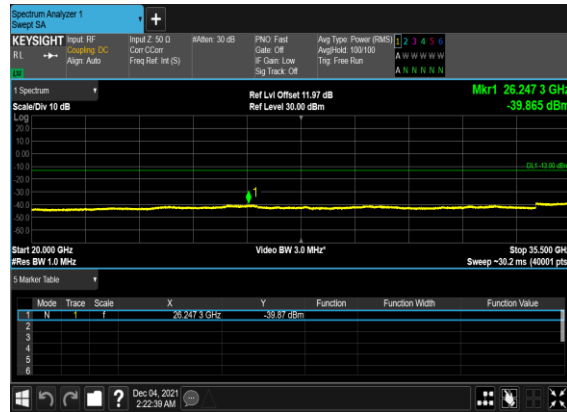 Spectrum Analyzer 1
Swept SA
+
KEYSIGHT Input: RF Input Z: 50 Ω #Atten: 30 dB PNO: Fast Avg Type: Power (RMS) 1 2 3 4 5 6
R L Coupling: DC Corr CCorr Gate: Off Avg|Hold: 100/100 A W W W W W
Align: Auto Freq Ref: Int (S) IF Gain: Low Trig: Free Run
Sig Track: Off A N N N N N
1 Spectrum Ref Lvl Offset 11.97 dB Mkr1 26.247 3 GHz
Scale/Div 10 dB Ref Level 30.00 dBm -39.865 dBm
Log
20.0
10.0
0.00
-10.0
DL1 -13.00 dBm
-20.0
-30.0
1
-40.0
-50.0
-60.0
Start 20.000 GHz Video BW 3.0 MHz* Stop 35.500 GHz
#Res BW 1.0 MHz Sweep ~30.2 ms (40001 pts)
5 Marker Table
Mode Trace Scale X Y Function Function Width Function Value
1 N 1 f 26.247 3 GHz -39.87 dBm
2
3
4
5
6
? Dec 04, 2021
2:22:39 AM